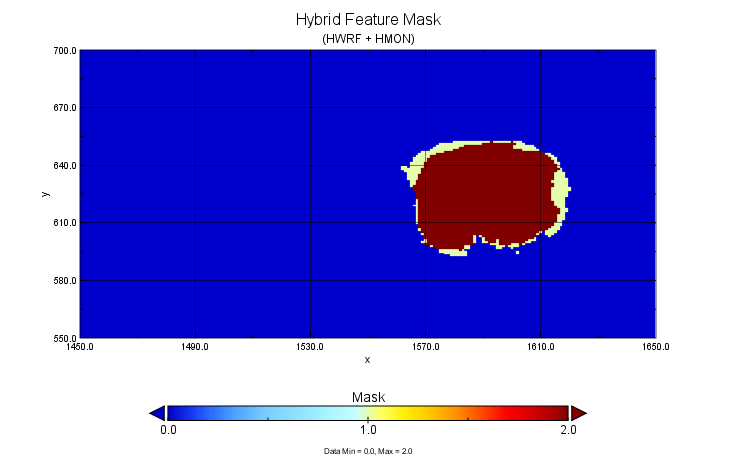 Hybrid Feature Mask
(HWRF + HMON)
700.0
670.0
640.0
y
610.0
580.0
550.0
1450.0 1490.0 1530.0 1570.0 1610.0 1650.0
x
Mask
0.0 1.0 2.0
Data Min = 0.0, Max = 2.0